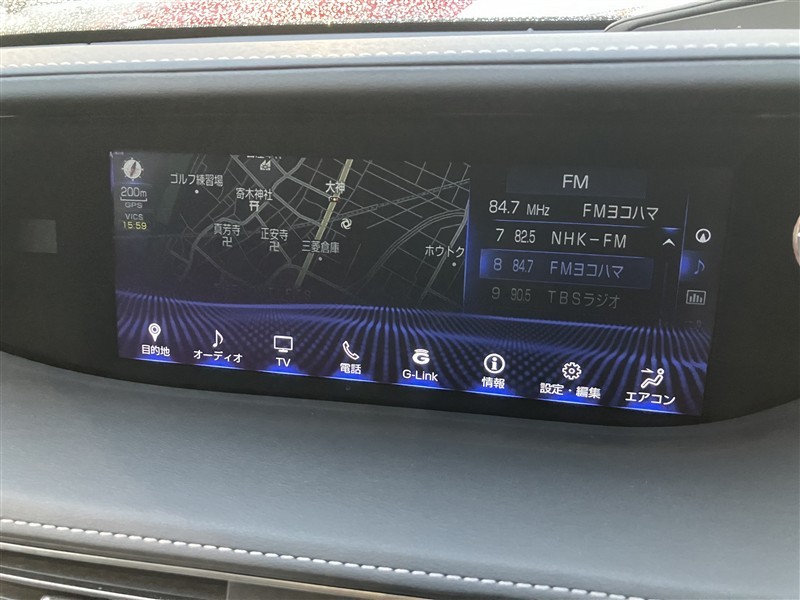 200m
GPS
VICS
15:59
ゴルフ練習場
寄木神社
大神
真芳寺
正安寺
三菱倉庫
ホウトク
FM
84.7 MHz FMヨコハマ
7 82.5 NHK-FM
8 84.7 FMヨコハマ
9 90.5 TBSラジオ
目的地
オーディオ
TV
電話
G-Link
情報
設定・編集
エアコン